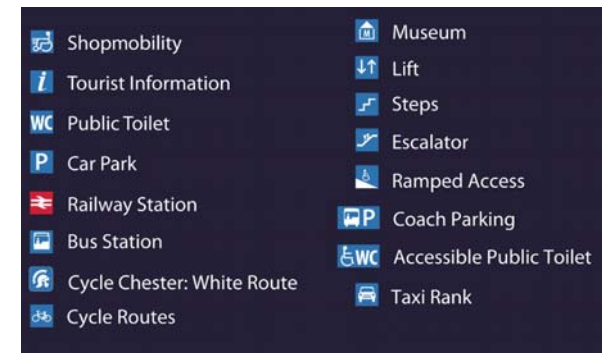 Shopmobility
i Tourist Information
WC Public Toilet
P Car Park
Railway Station
Bus Station
Cycle Chester: White Route
Cycle Routes
M Museum
Lift
Steps
Escalator
Ramped Access
P Coach Parking
WC Accessible Public Toilet
Taxi Rank